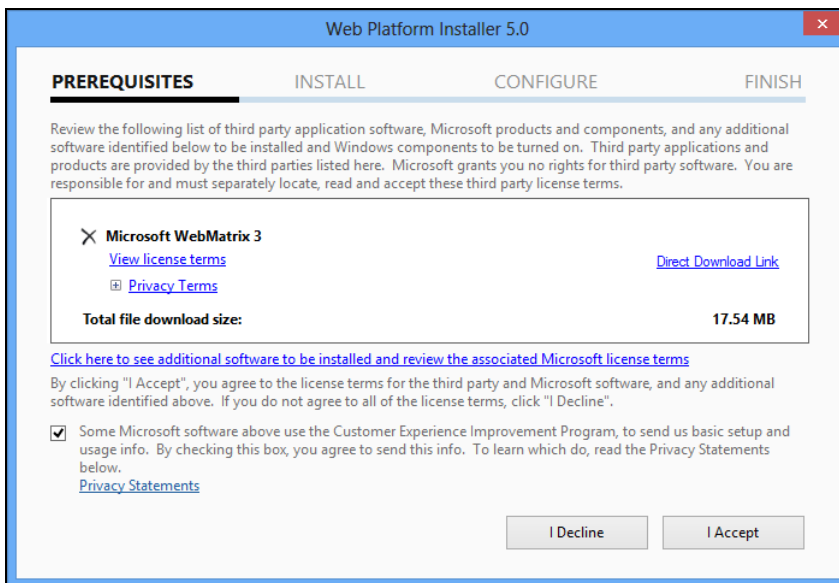 Web Platform Installer 5.0
PREREQUISITES INSTALL CONFIGURE FINISH
Review the following list of third party application software, Microsoft products and components, and any additional
software identified below to be installed and Windows components to be turned on. Third party applications and
products are provided by the third parties listed here. Microsoft grants you no rights for third party software. You are
responsible for and must separately locate, read and accept these third party license terms.
Microsoft WebMatrix 3
View license terms Direct Download Link
Privacy Terms
Total file download size: 17.54 MB
Click here to see additional software to be installed and review the associated Microsoft license terms
By clicking "I Accept", you agree to the license terms for the third party and Microsoft software, and any additional
software identified above. If you do not agree to all of the license terms, click "I Decline".
Some Microsoft software above use the Customer Experience Improvement Program, to send us basic setup and
usage info. By checking this box, you agree to send this info. To learn which do, read the Privacy Statements
below.
Privacy Statements
I Decline I Accept